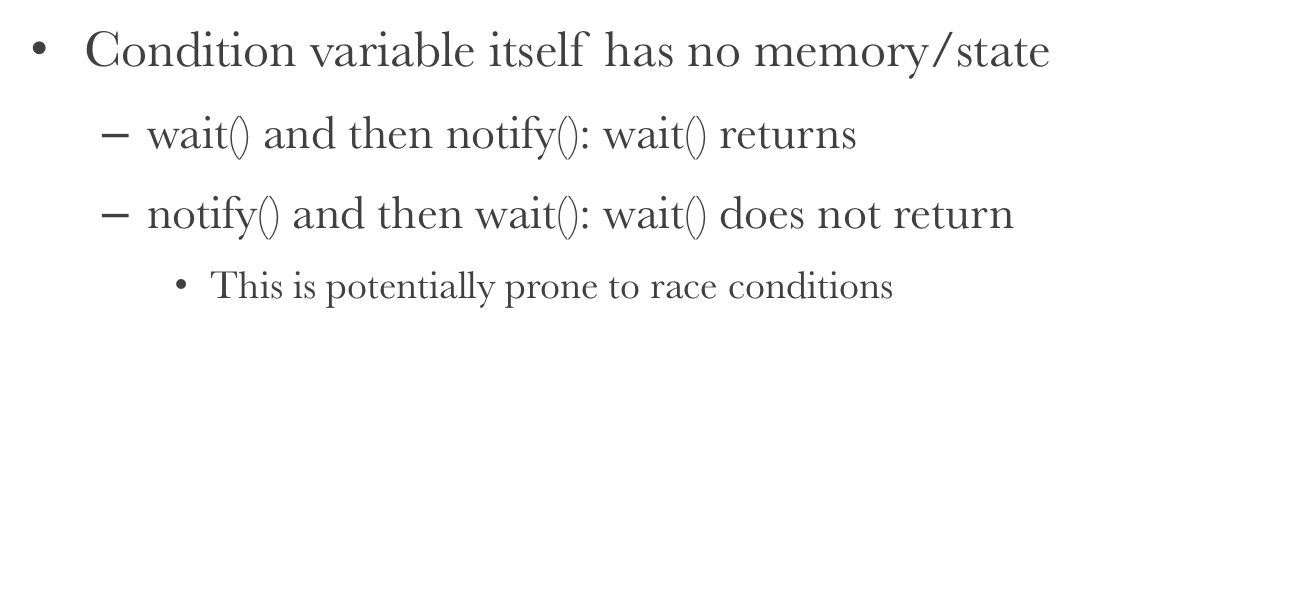 • Condition variable itself has no memory/state
– wait() and then notify(): wait() returns
– notify() and then wait(): wait() does not return
• This is potentially prone to race conditions